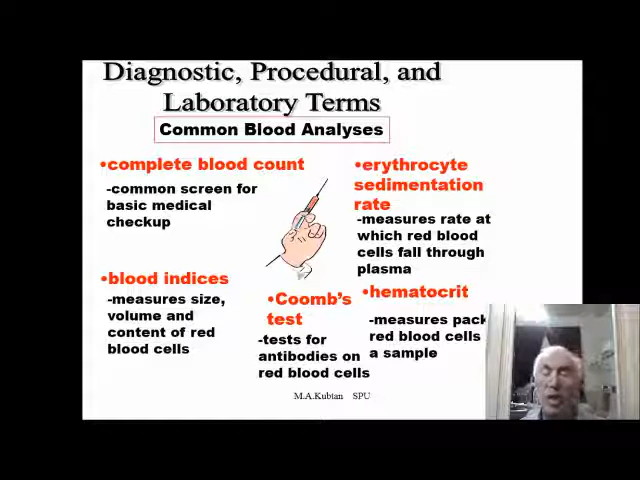 Diagnostic, Procedural, and
Laboratory Terms
Common Blood Analyses
•complete blood count
-common screen for
basic medical
checkup
•erythrocyte
sedimentation
rate
-measures rate at
which red blood
cells fall through
plasma
•blood indices
-measures size,
volume and
content of red
blood cells
•Coomb's
test
-tests for
antibodies on
red blood cells
•hematocrit
-measures pack
red blood cells
a sample
M.A.Kubtan SPU